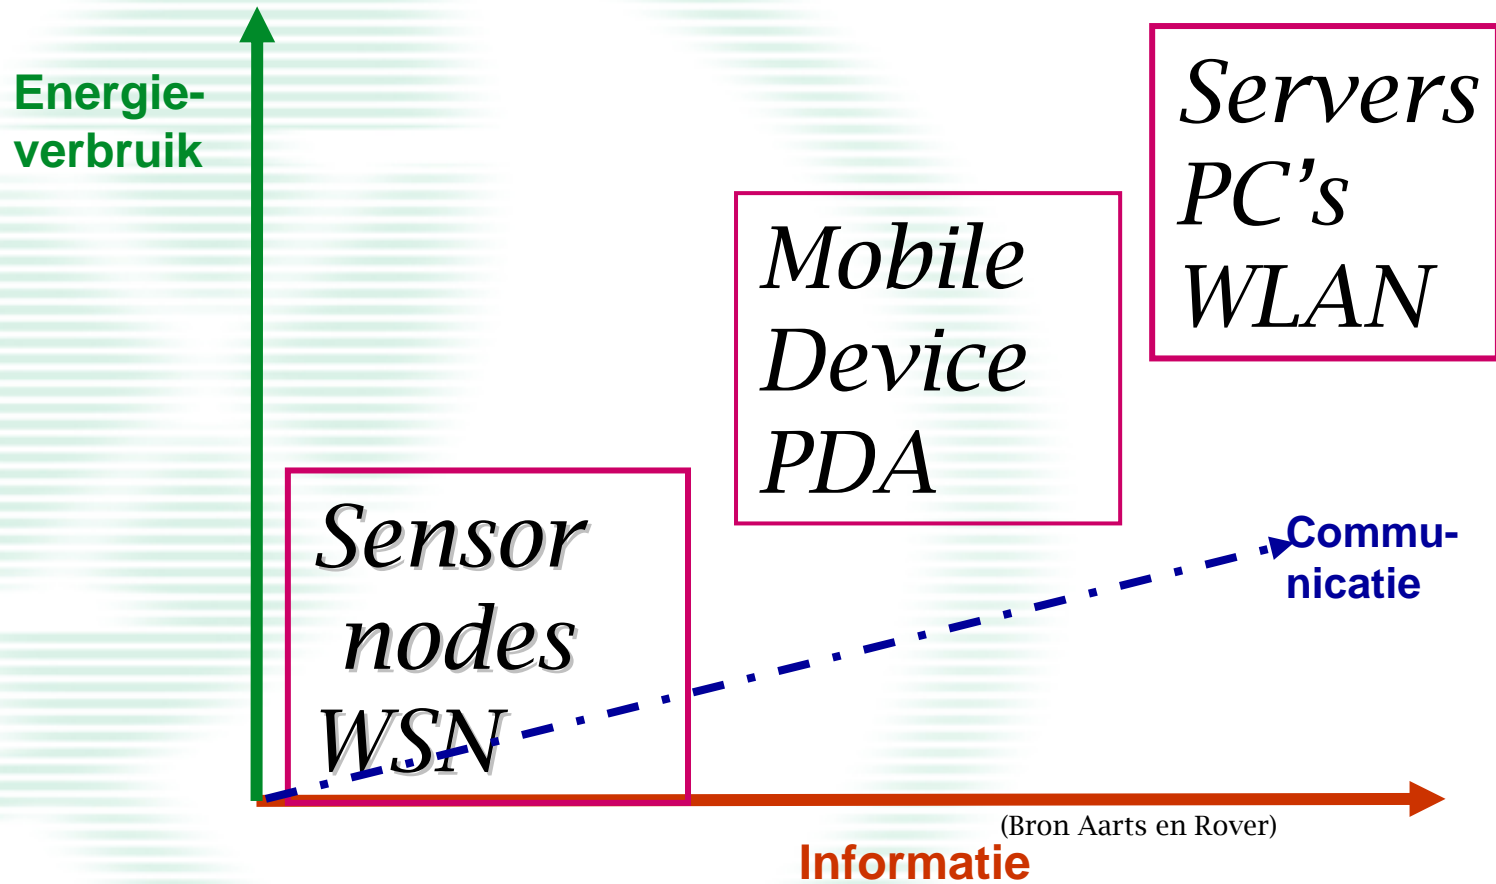 Energie-
verbruik
Servers
PC’s
WLAN
Mobile
Device
PDA
Sensor
nodes
WSN
Commu-
nicatie
(Bron Aarts en Rover)
Informatie